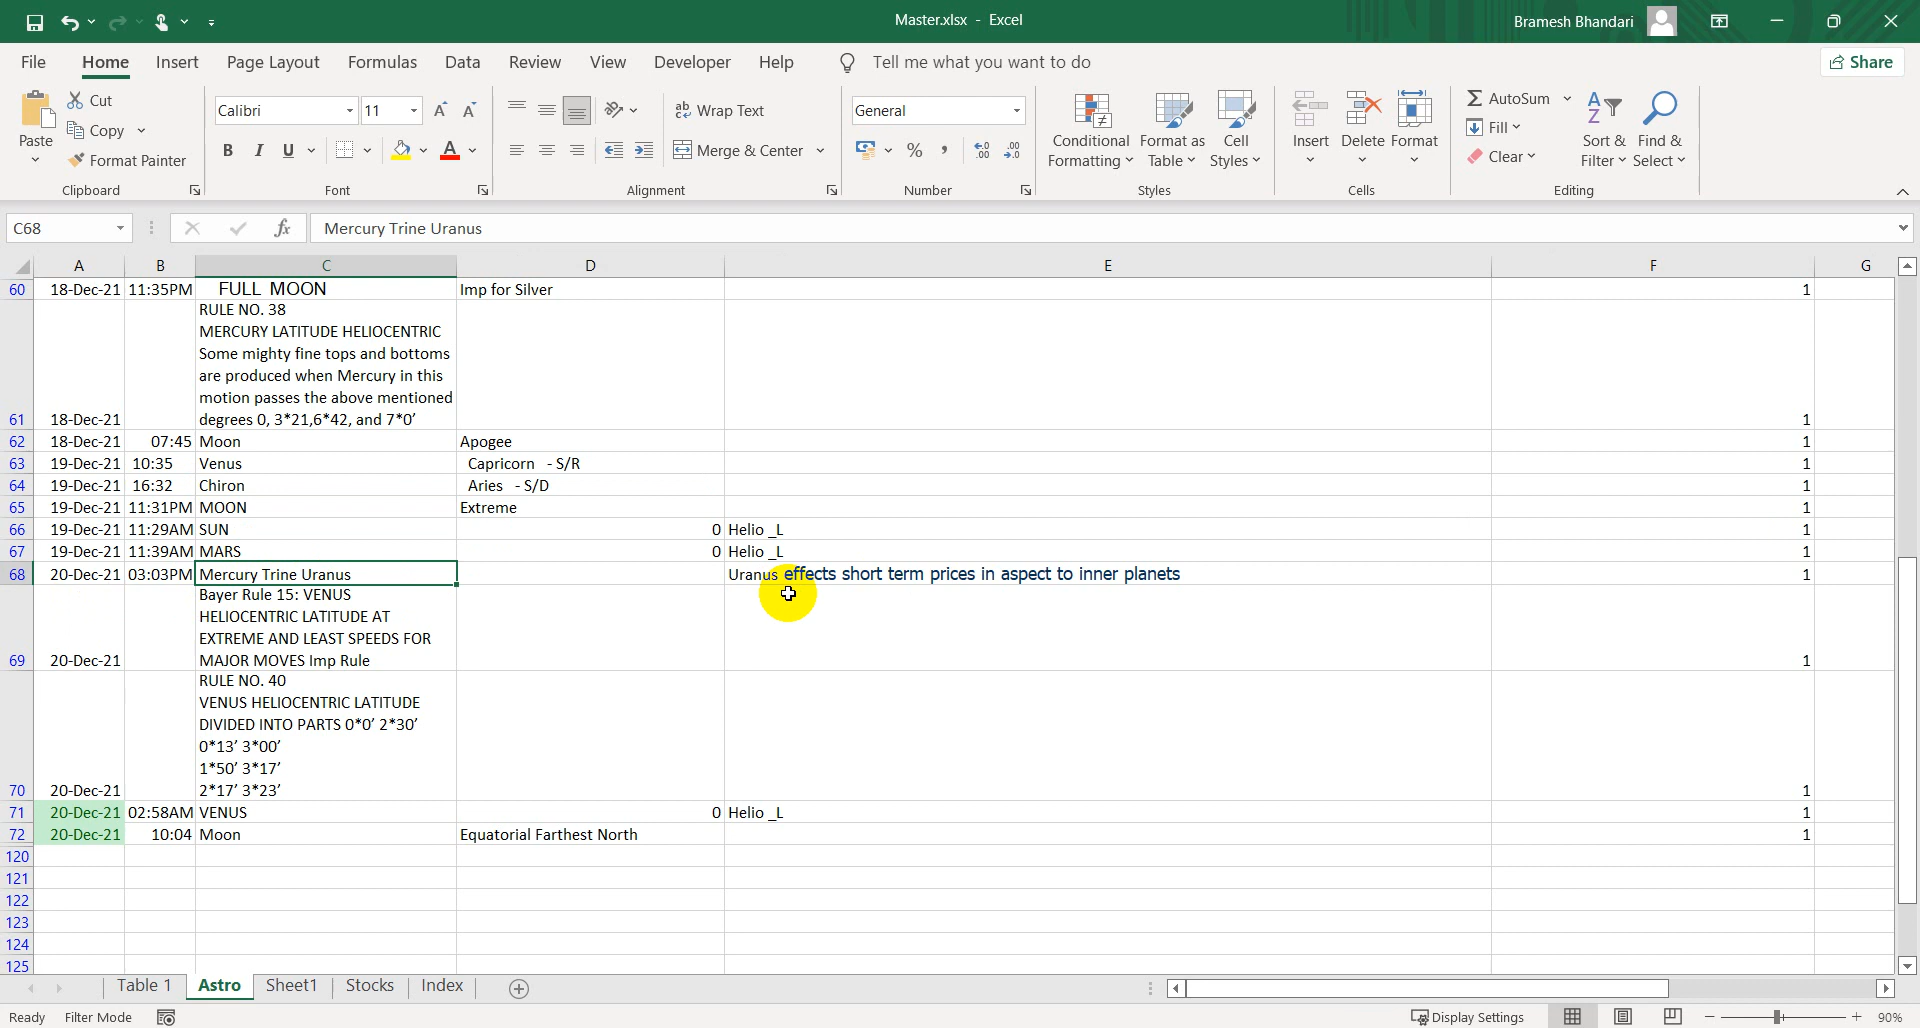 Master.xlsx - Excel
Bramesh Bhandari
File Home Insert Page Layout Formulas Data Review View Developer Help Tell me what you want to do Share
Paste
Cut
Copy
Format Painter
Clipboard
Calibri 11
B I U
Font
Wrap Text
Merge & Center
Alignment
General
Number
Conditional Formatting
Format as Table
Cell Styles
Styles
Insert Delete Format
Cells
AutoSum
Fill
Clear
Sort & Filter
Find & Select
Editing
C68 fx Mercury Trine Uranus
A B C D E F G
60 18-Dec-21 11:35PM FULL MOON Imp for Silver 1
RULE NO. 38
MERCURY LATITUDE HELIOCENTRIC
Some mighty fine tops and bottoms
are produced when Mercury in this
motion passes the above mentioned
61 18-Dec-21 degrees 0, 3*21,6*42, and 7*0’ 1
62 18-Dec-21 07:45 Moon Apogee 1
63 19-Dec-21 10:35 Venus Capricorn - S/R 1
64 19-Dec-21 16:32 Chiron Aries - S/D 1
65 19-Dec-21 11:31PM MOON Extreme 1
66 19-Dec-21 11:29AM SUN 0 Helio _L 1
67 19-Dec-21 11:39AM MARS 0 Helio _L 1
68 20-Dec-21 03:03PM Mercury Trine Uranus Uranus effects short term prices in aspect to inner planets 1
Bayer Rule 15: VENUS
HELIOCENTRIC LATITUDE AT
EXTREME AND LEAST SPEEDS FOR
69 20-Dec-21 MAJOR MOVES Imp Rule 1
RULE NO. 40
VENUS HELIOCENTRIC LATITUDE
DIVIDED INTO PARTS 0*0’ 2*30’
0*13’ 3*00’
1*50’ 3*17’
70 20-Dec-21 2*17’ 3*23’ 1
71 20-Dec-21 02:58AM VENUS 0 Helio _L 1
72 20-Dec-21 10:04 Moon Equatorial Farthest North 1
120
121
122
123
124
125
Table 1 Astro Sheet1 Stocks Index
Ready Filter Mode Display Settings 90%